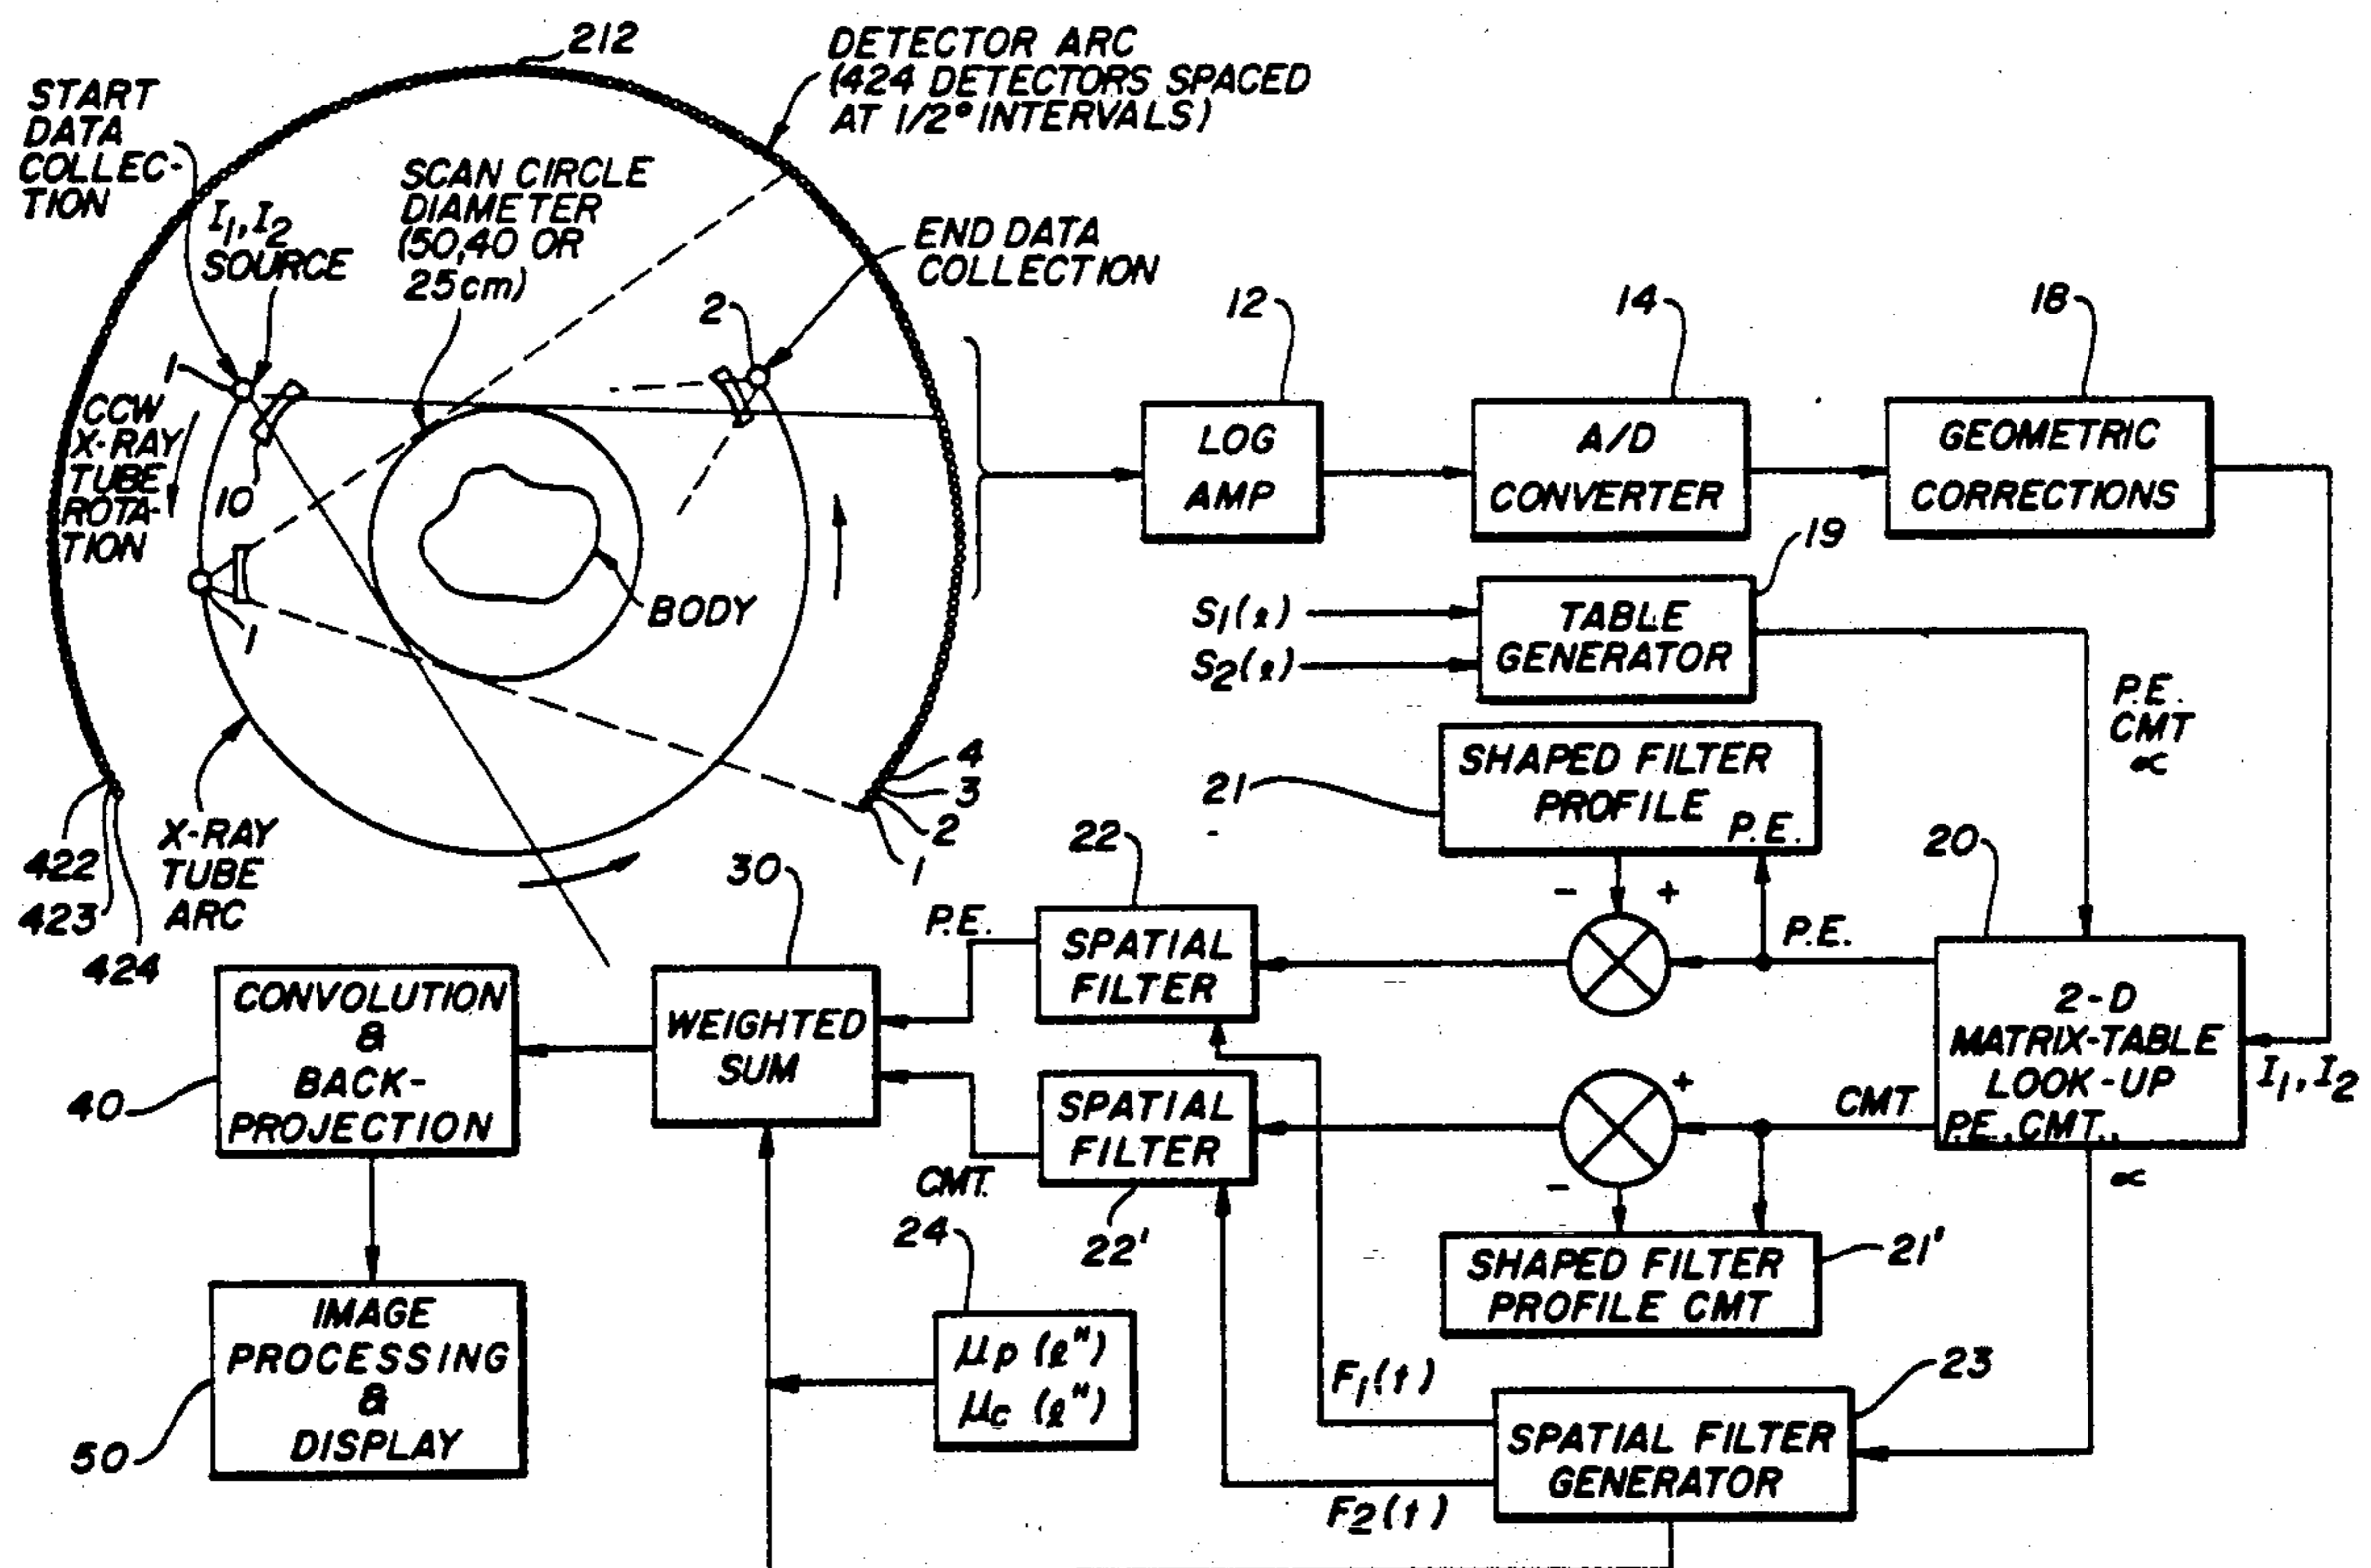 212
DETECTOR ARC
(424 DETECTORS SPACED
AT 1/2° INTERVALS)
START
DATA
COLLEC-
TION
I₁, I₂
SOURCE
SCAN CIRCLE
DIAMETER
(50,40 OR
25cm)
END DATA
COLLECTION
1
2
CCW
X-RAY
TUBE
ROTA-
TION
10
1
BODY
X-RAY
TUBE
ARC
422
423
424
4
3
2
1
12
LOG
AMP
14
A/D
CONVERTER
18
GEOMETRIC
CORRECTIONS
19
S₁(ℓ)
S₂(ℓ)
TABLE
GENERATOR
P.E.
CMT
∝
21
SHAPED FILTER
PROFILE
P.E.
20
2-D
MATRIX-TABLE
LOOK-UP
P.E., CMT.,
I₁, I₂
∝
P.E.
- +
CMT
+
-
22
SPATIAL
FILTER
P.E.
SPATIAL
FILTER
22'
CMT.
SHAPED FILTER
PROFILE CMT
21'
30
WEIGHTED
SUM
24
μp (ℓ")
μc (ℓ")
F₁(t)
F₂(t)
23
SPATIAL FILTER
GENERATOR
CONVOLUTION
&
BACK-
PROJECTION
40
IMAGE
PROCESSING
&
DISPLAY
50